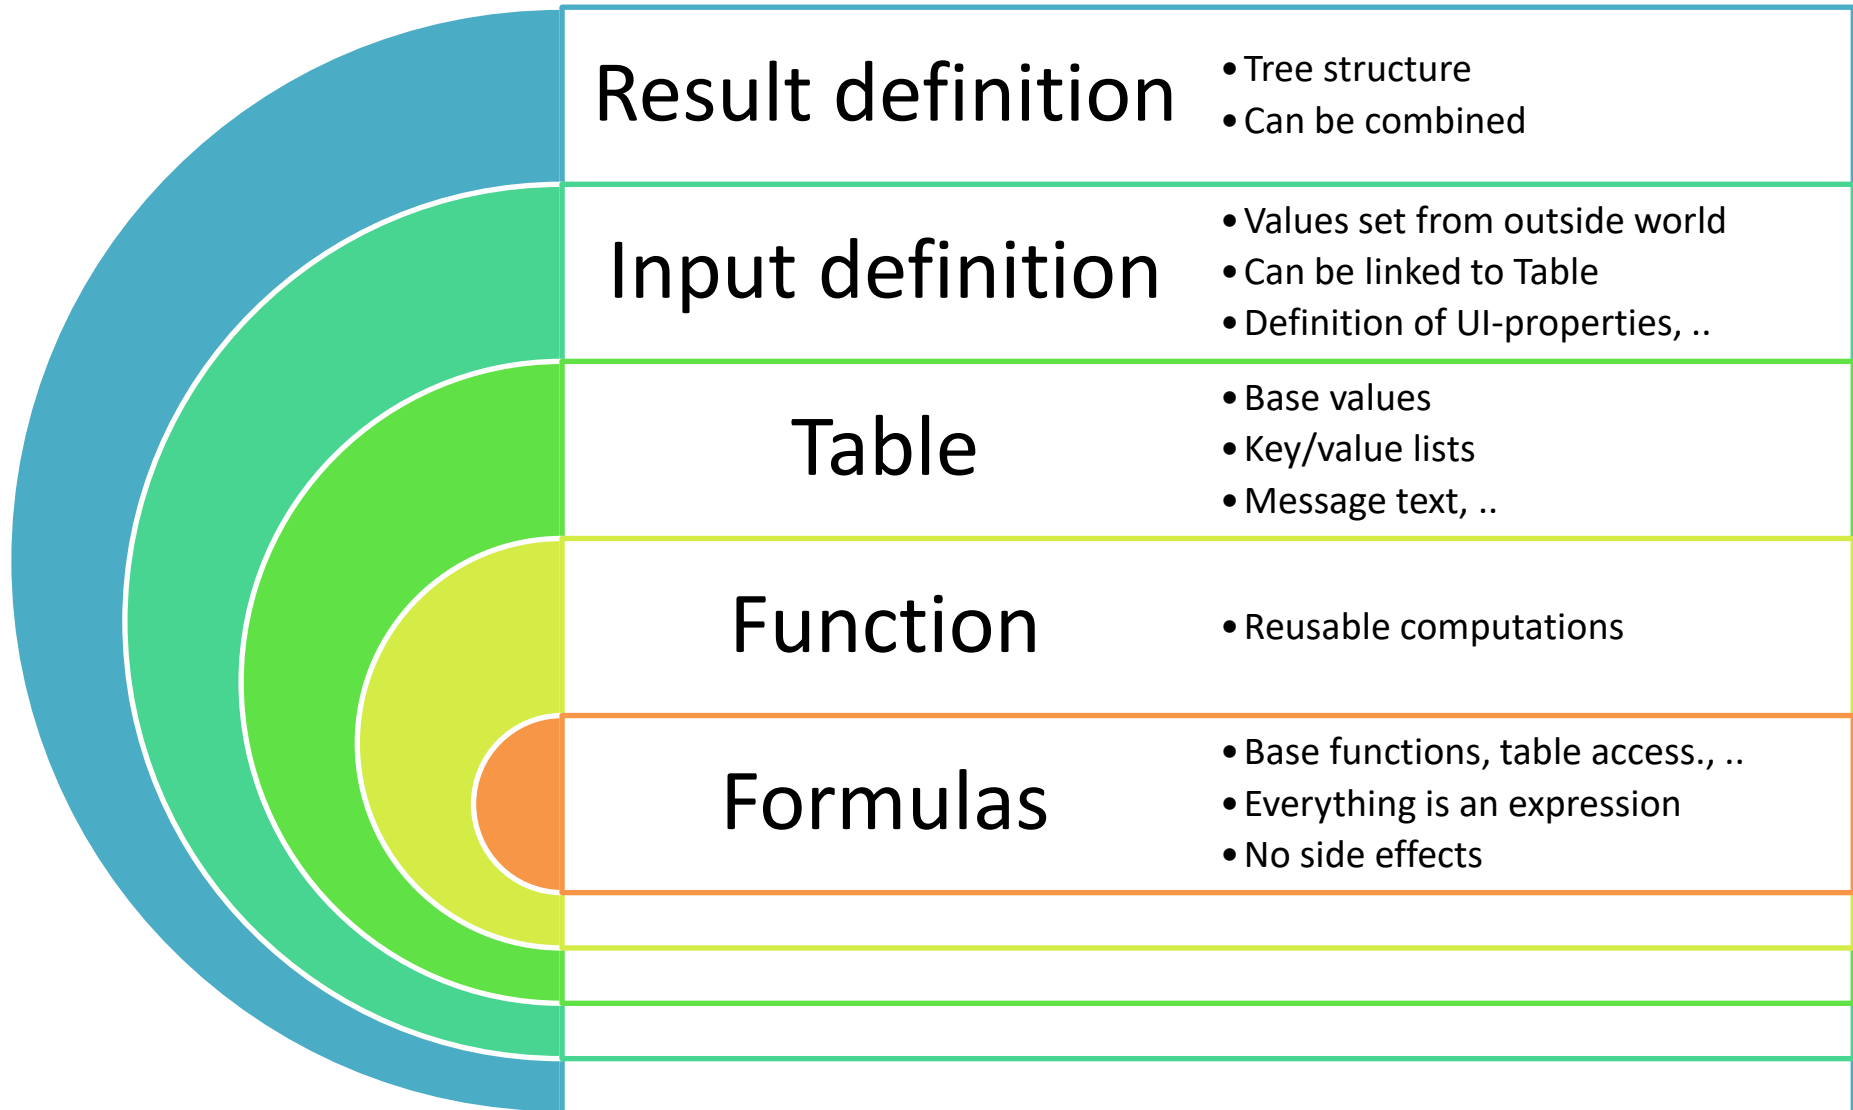 Result definition
• Tree structure
• Can be combined
Input definition
• Values set from outside world
• Can be linked to Table
• Definition of UI-properties, ..
Table
• Base values
• Key/value lists
• Message text, ..
Function
• Reusable computations
Formulas
• Base functions, table access., ..
• Everything is an expression
• No side effects